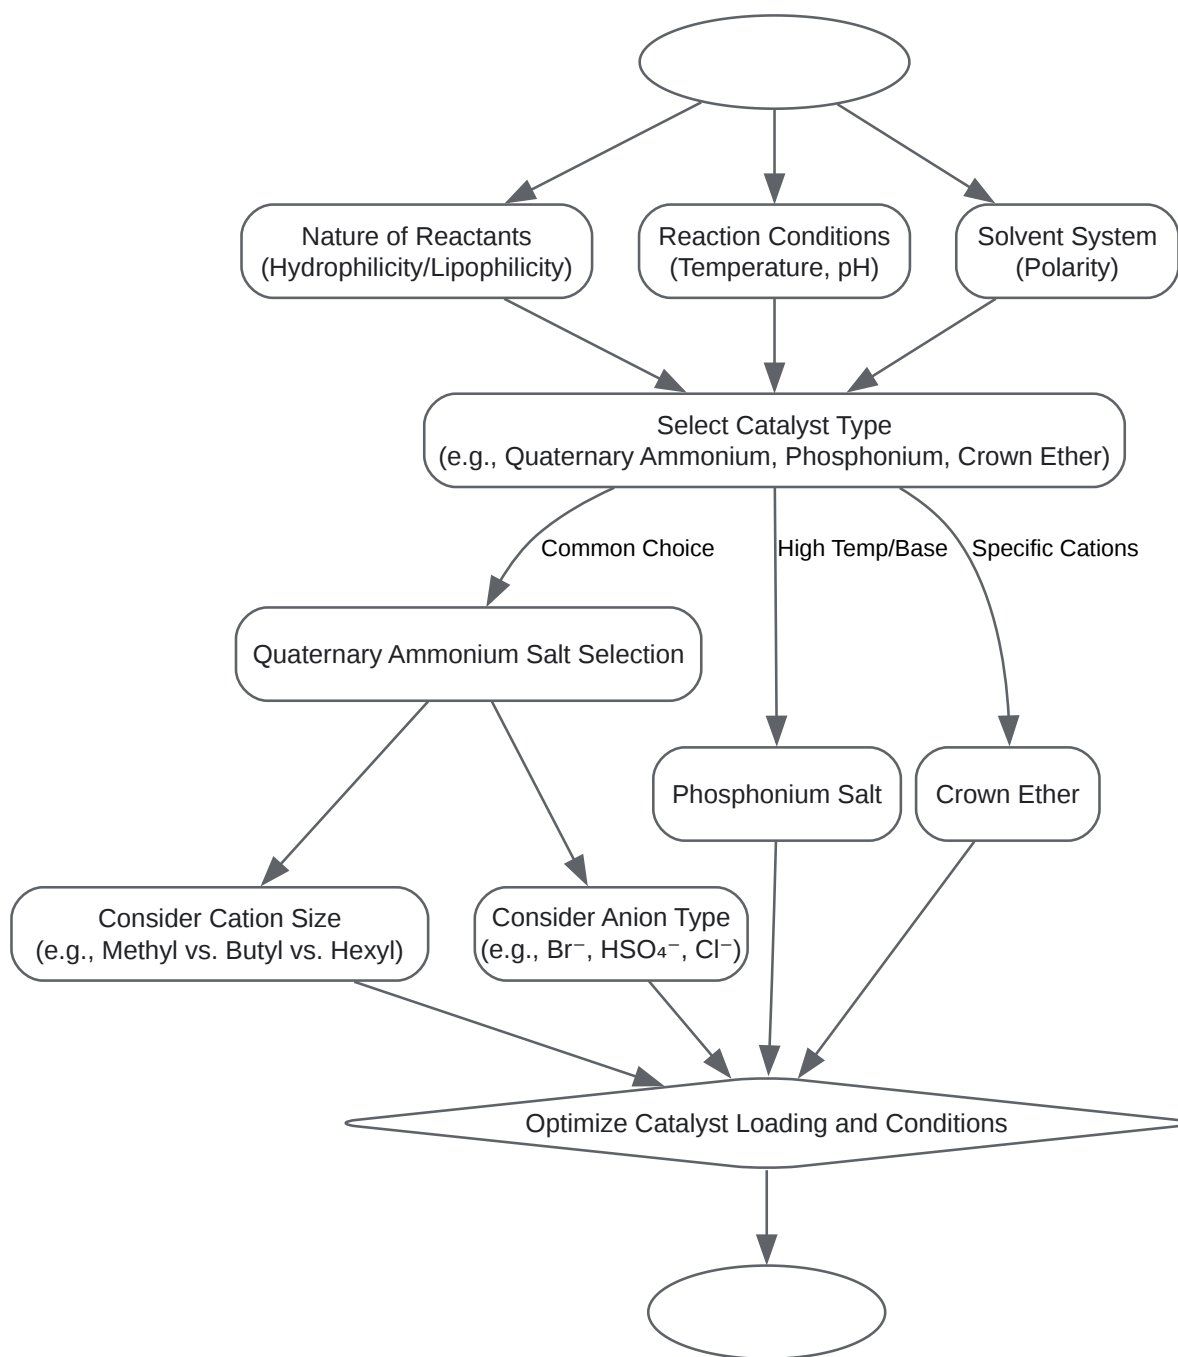 Nature of Reactants
(Hydrophilicity/Lipophilicity)
Reaction Conditions
(Temperature, pH)
Solvent System
(Polarity)
Select Catalyst Type
(e.g., Quaternary Ammonium, Phosphonium, Crown Ether)
Common Choice
High Temp/Base
Specific Cations
Quaternary Ammonium Salt Selection
Phosphonium Salt
Crown Ether
Consider Cation Size
(e.g., Methyl vs. Butyl vs. Hexyl)
Consider Anion Type
(e.g., Br⁻, HSO₄⁻, Cl⁻)
Optimize Catalyst Loading and Conditions